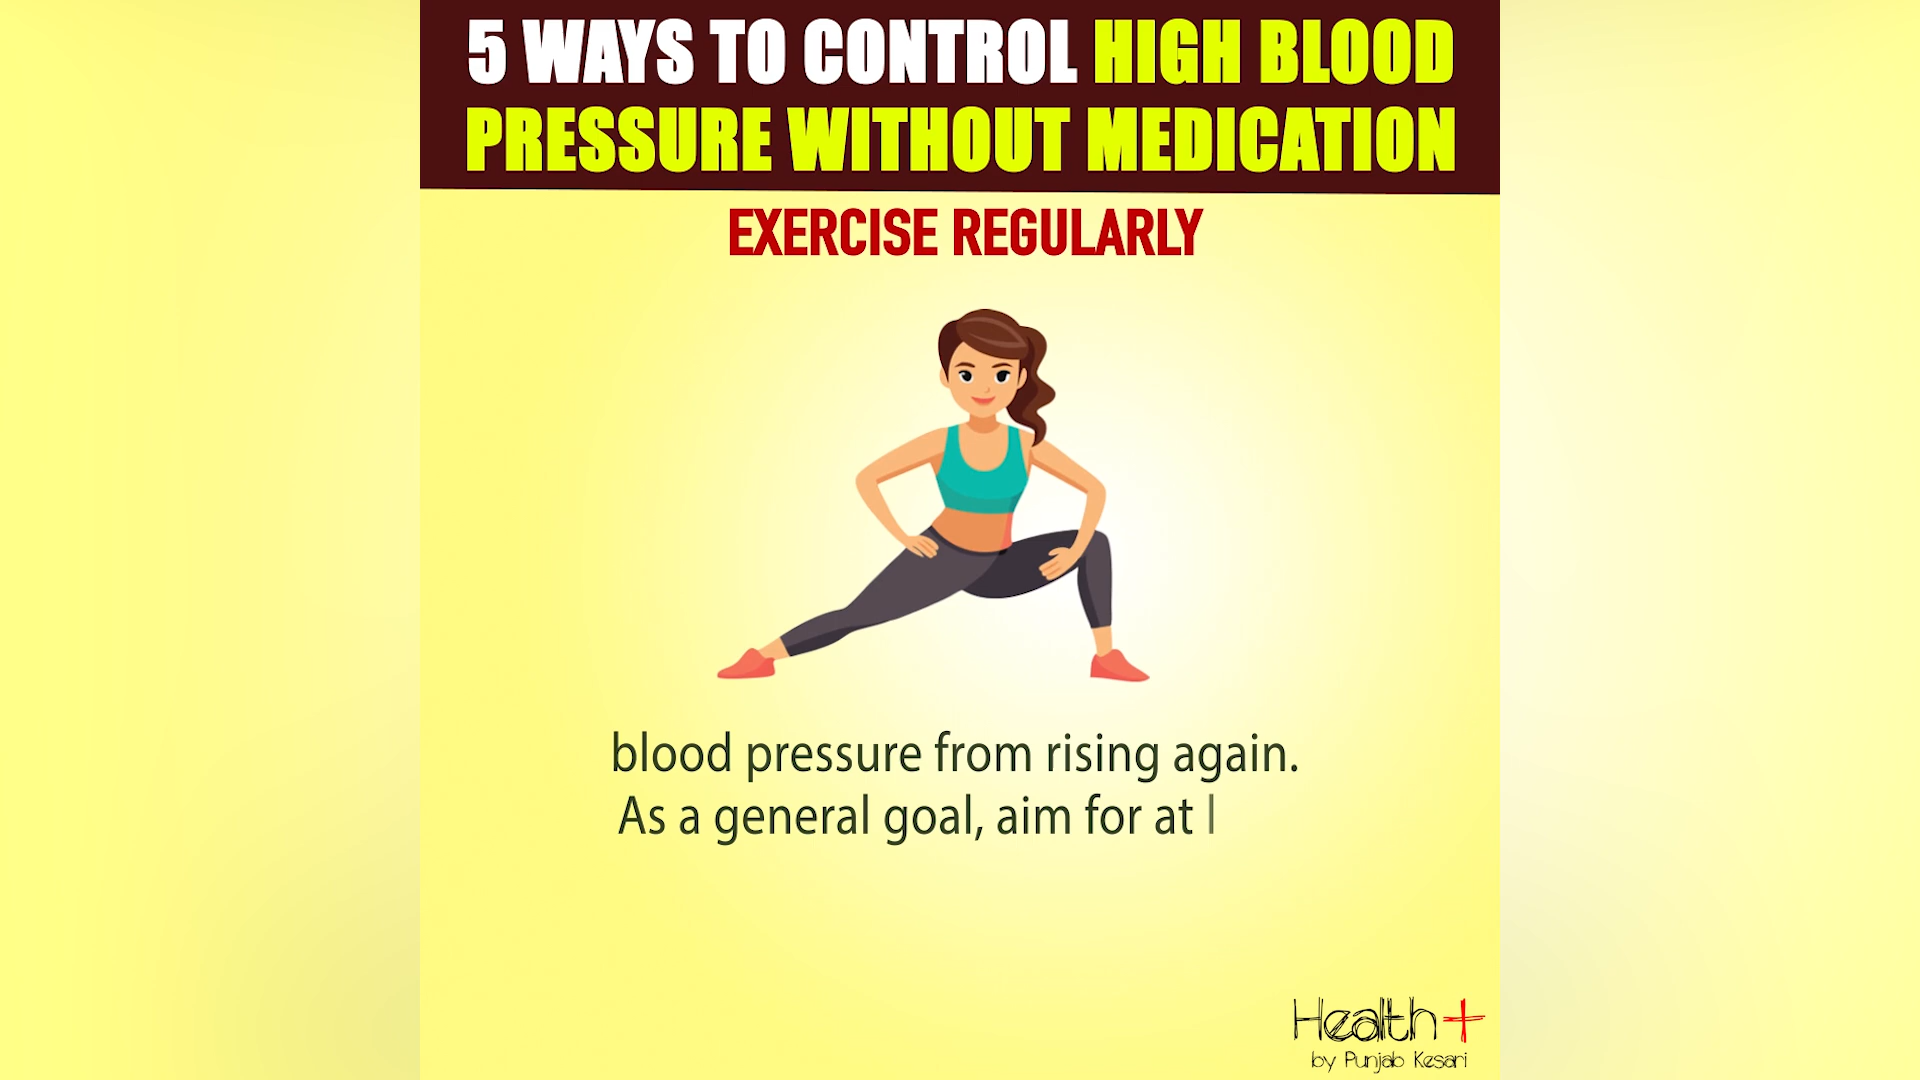 5 WAYS TO CONTROL HIGH BLOOD
PRESSURE WITHOUT MEDICATION
EXERCISE REGULARLY
blood pressure from rising again.
As a general goal, aim for at l
Health+
by Punjab Kesari